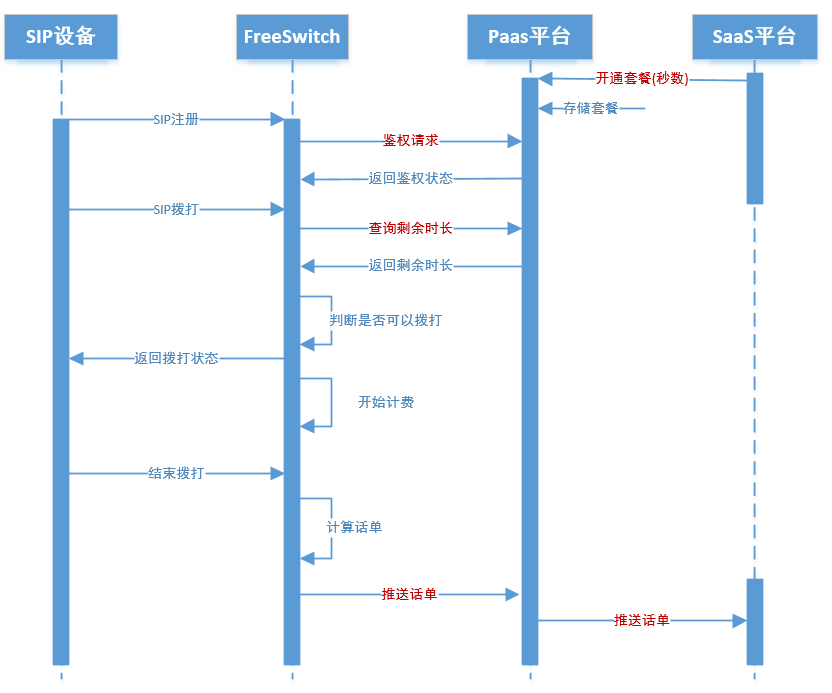 SIP设备
FreeSwitch
Paas平台
SaaS平台
开通套餐(秒数)
存储套餐
SIP注册
鉴权请求
返回鉴权状态
SIP拨打
查询剩余时长
返回剩余时长
判断是否可以拨打
返回拨打状态
开始计费
结束拨打
计算话单
推送话单
推送话单